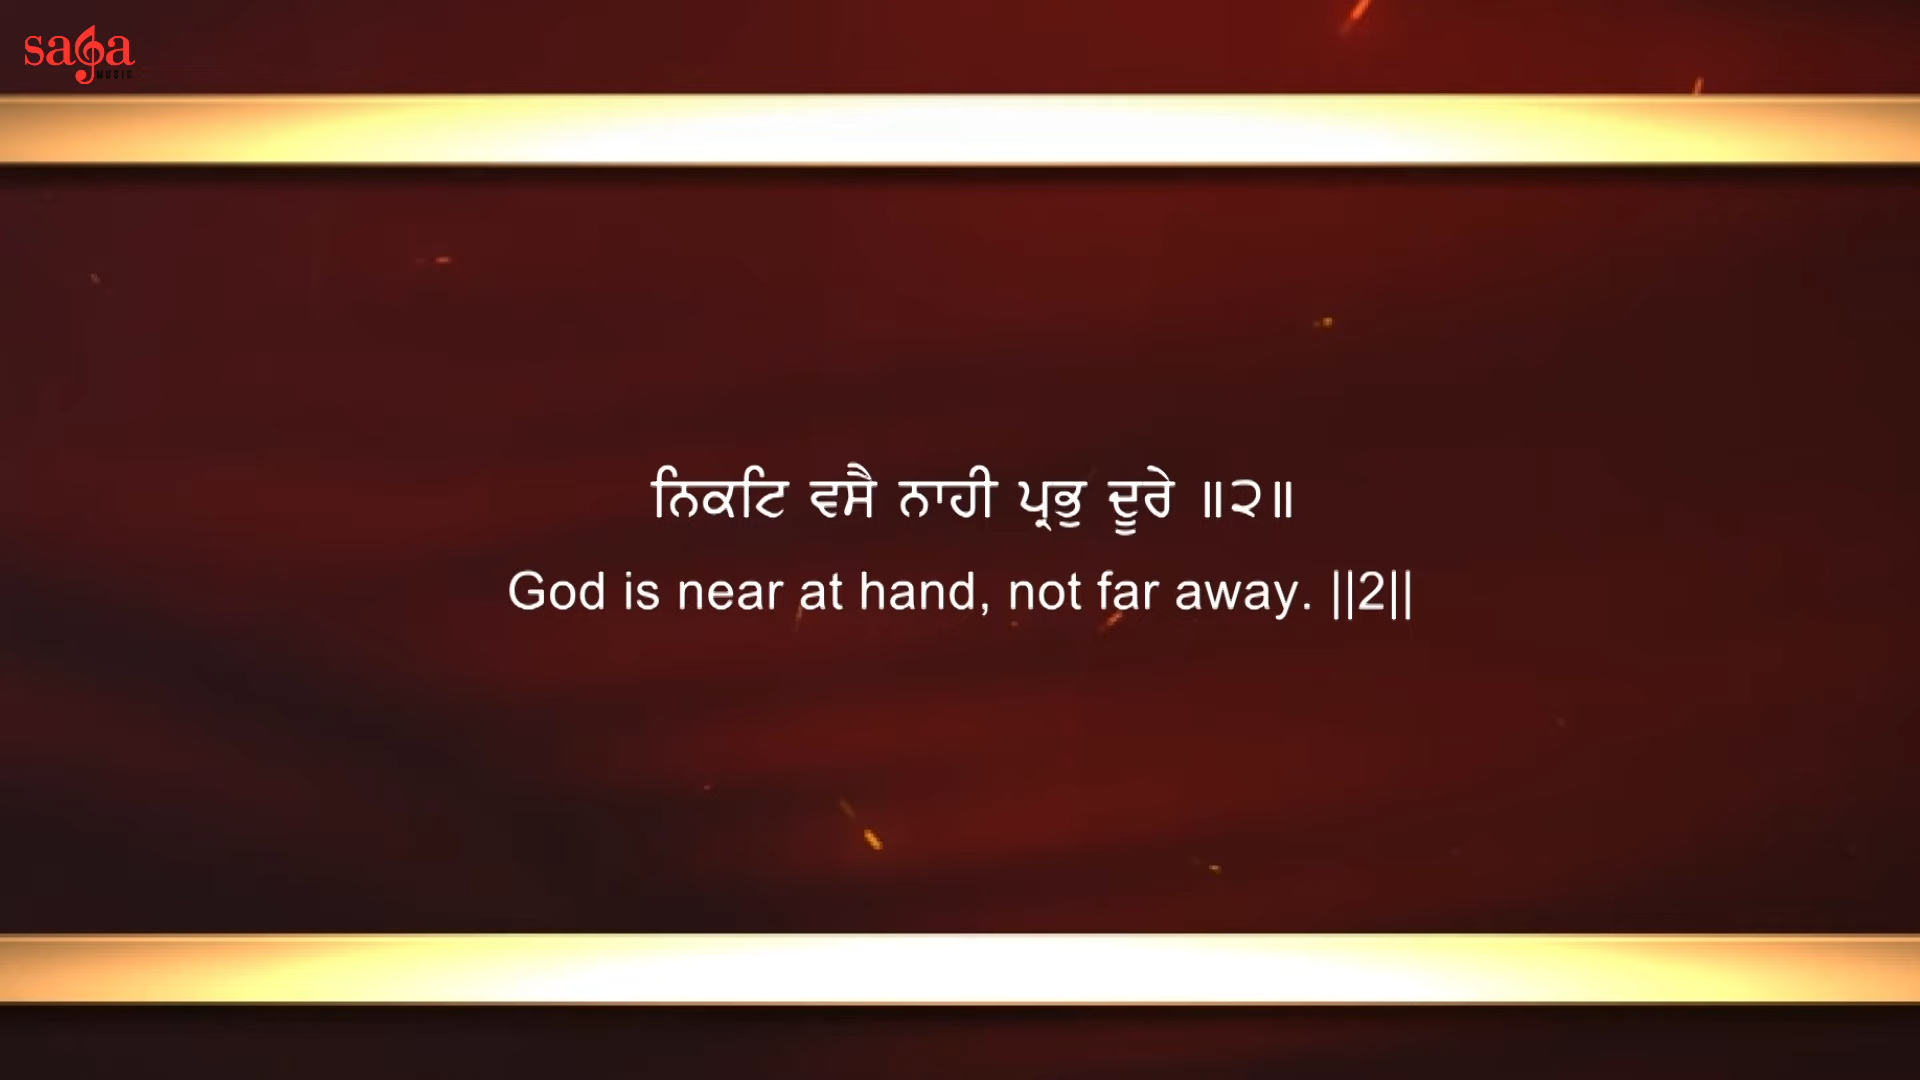 saga
MUSIC
ਨਿਕਟਿ ਵਸੈ ਨਾਹੀ ਪ੍ਰਭੁ ਦੂਰੇ ॥੨॥
God is near at hand, not far away. ||2||